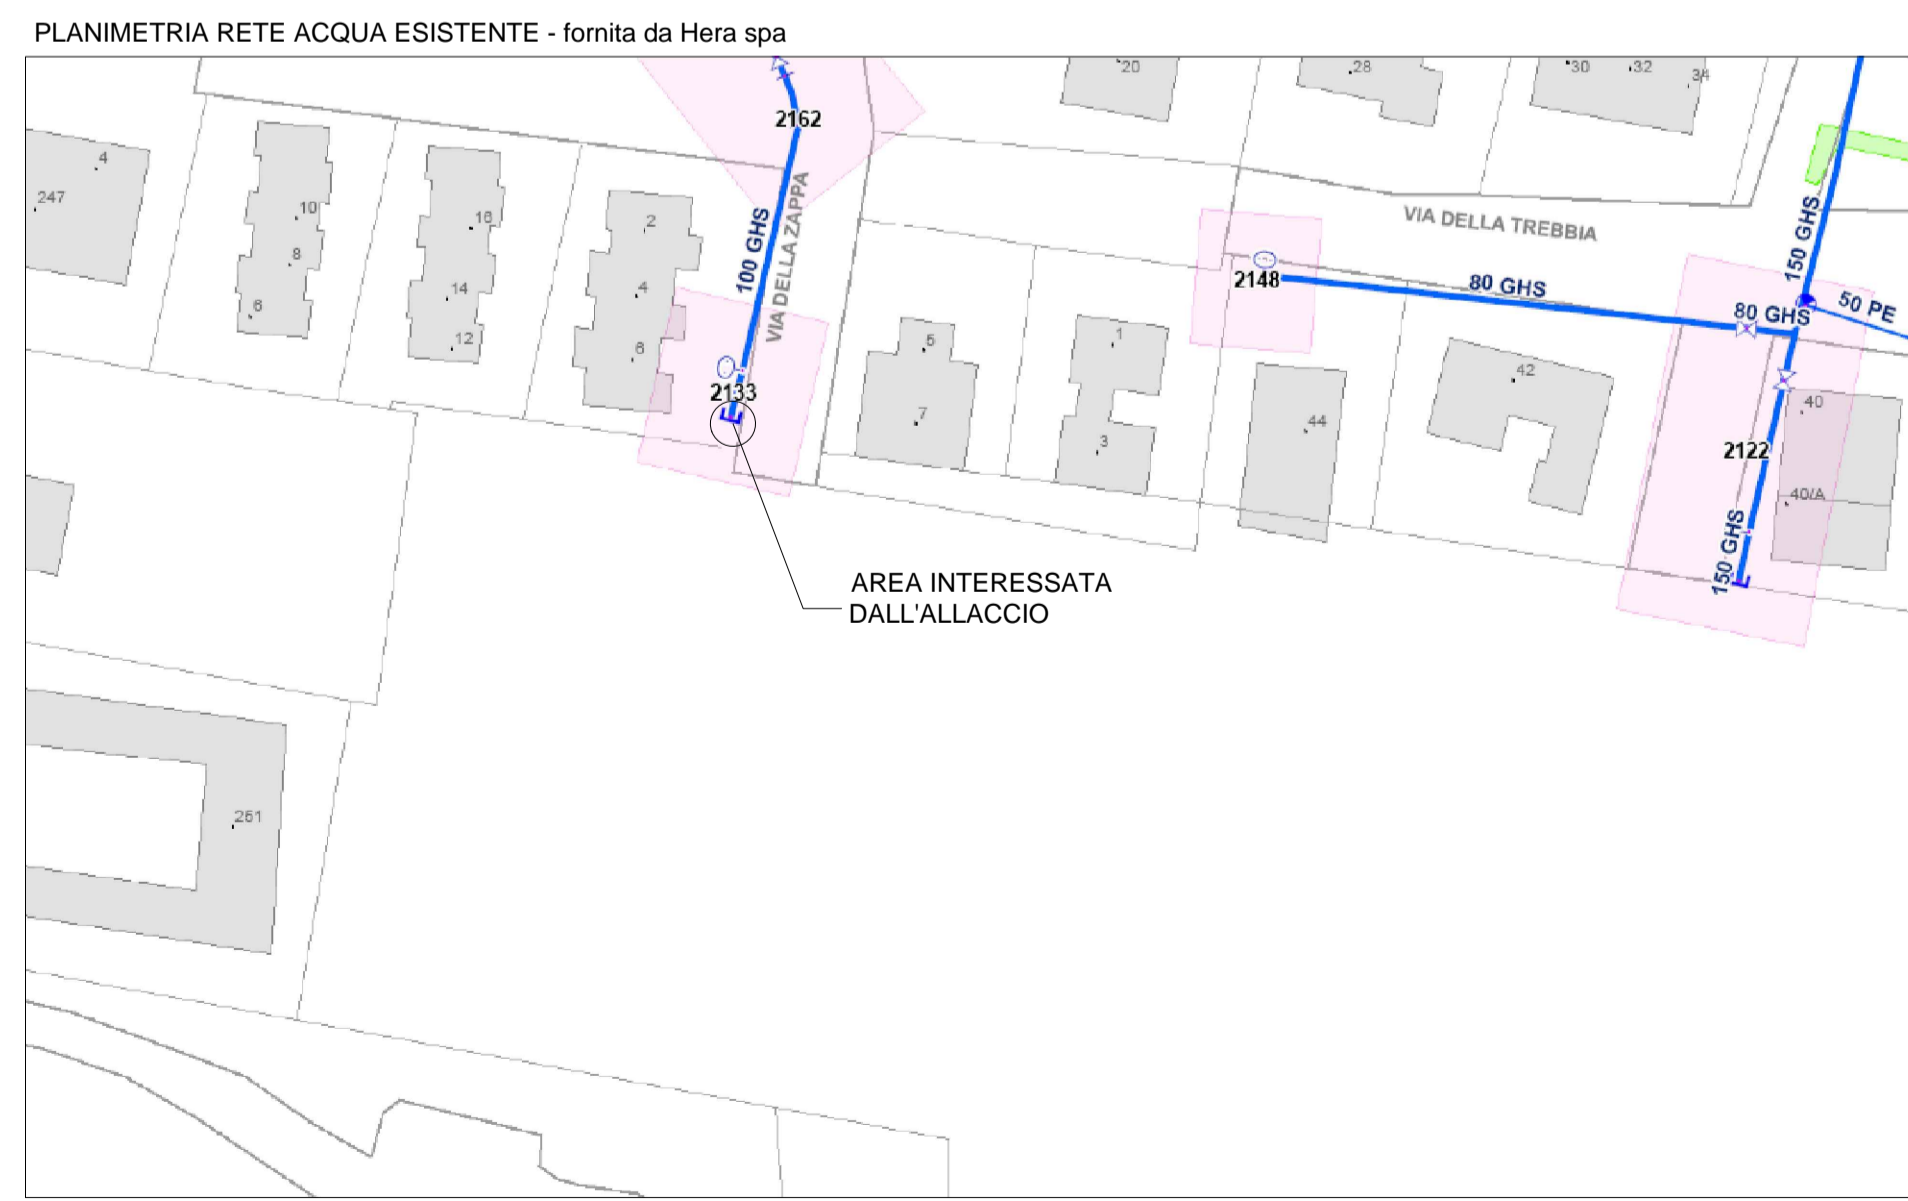 PLANIMETRIA RETE ACQUA ESISTENTE - fornita da Hera spa
20
28
30
32
34
2162
4
247
10
8
6
16
14
12
2
4
6
100 GHS
VIA DELLA ZAPPA
2133
5
7
1
3
VIA DELLA TREBBIA
2148
80 GHS
80 GHS
150 GHS
50 PE
44
42
40
2122
40/A
150 GHS
AREA INTERESSATA
DALL'ALLACCIO
261